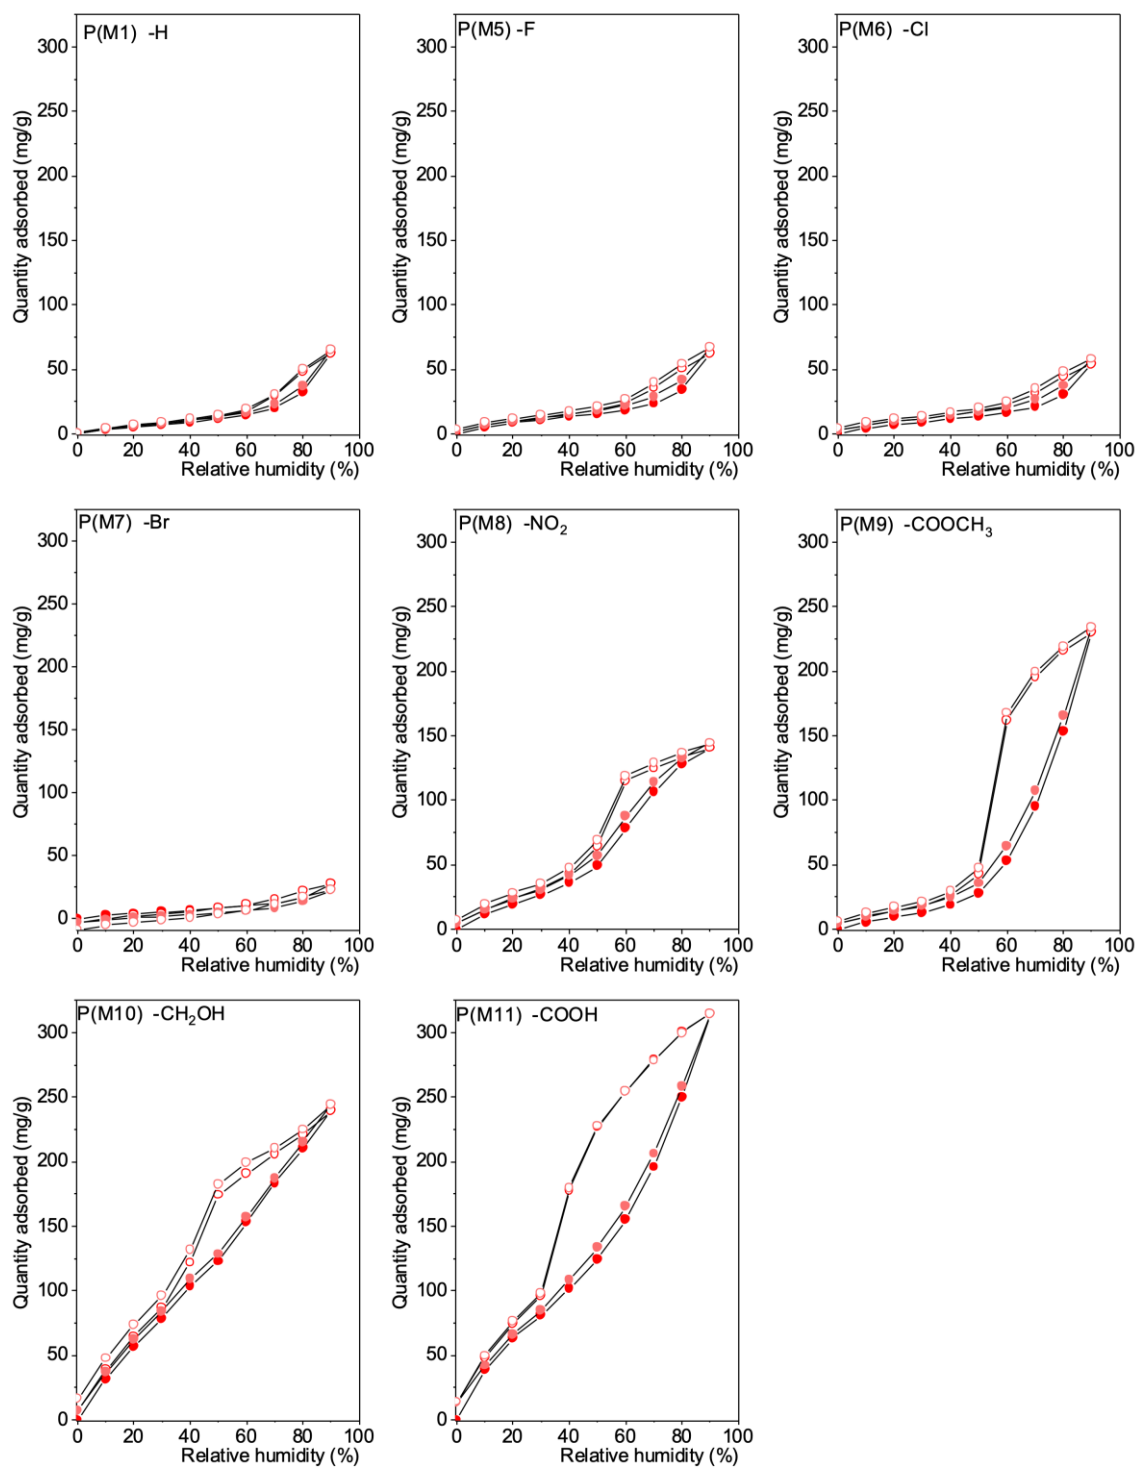 P(M1) -H
300
250
200
150
100
50
0
Quantity adsorbed (mg/g)
0 20 40 60 80 100
Relative humidity (%)
P(M5) -F
300
250
200
150
100
50
0
Quantity adsorbed (mg/g)
0 20 40 60 80 100
Relative humidity (%)
P(M6) -Cl
300
250
200
150
100
50
0
Quantity adsorbed (mg/g)
0 20 40 60 80 100
Relative humidity (%)
P(M7) -Br
300
250
200
150
100
50
0
Quantity adsorbed (mg/g)
0 20 40 60 80 100
Relative humidity (%)
P(M8) -NO₂
300
250
200
150
100
50
0
Quantity adsorbed (mg/g)
0 20 40 60 80 100
Relative humidity (%)
P(M9) -COOCH₃
300
250
200
150
100
50
0
Quantity adsorbed (mg/g)
0 20 40 60 80 100
Relative humidity (%)
P(M10) -CH₂OH
300
250
200
150
100
50
0
Quantity adsorbed (mg/g)
0 20 40 60 80 100
Relative humidity (%)
P(M11) -COOH
300
250
200
150
100
50
0
Quantity adsorbed (mg/g)
0 20 40 60 80 100
Relative humidity (%)